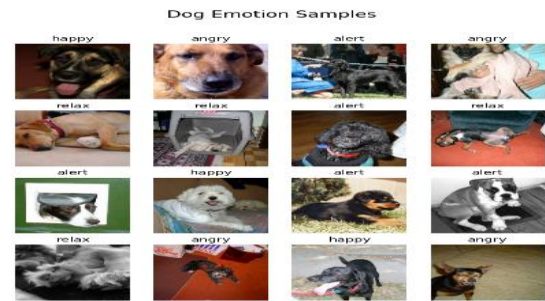 Dog Emotion Samples
happy angry alert angry
relax relax alert relax
alert happy alert alert
relax angry happy angry